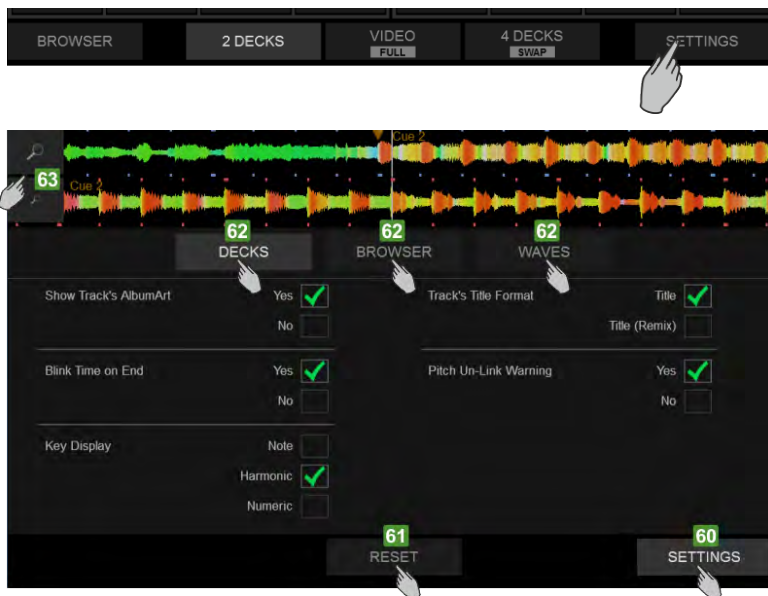 BROWSER 2 DECKS VIDEO 4 DECKS SETTINGS
FULL SWAP
Cue 2
63
Cue 2
62 62 62
DECKS BROWSER WAVES
Show Track's AlbumArt Yes Track's Title Format Title
No Title (Remix)
Blink Time on End Yes Pitch Un-Link Warning Yes
No No
Key Display Note
Harmonic
Numeric
61 60
RESET SETTINGS